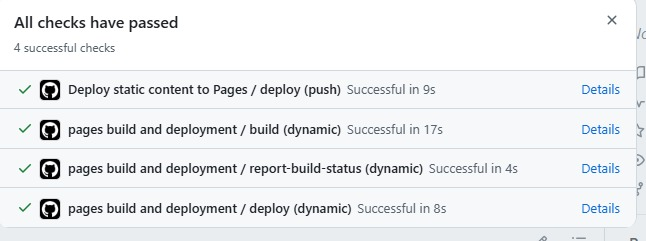 All checks have passed
4 successful checks
Deploy static content to Pages / deploy (push) Successful in 9s Details
pages build and deployment / build (dynamic) Successful in 17s Details
pages build and deployment / report-build-status (dynamic) Successful in 4s Details
pages build and deployment / deploy (dynamic) Successful in 8s Details